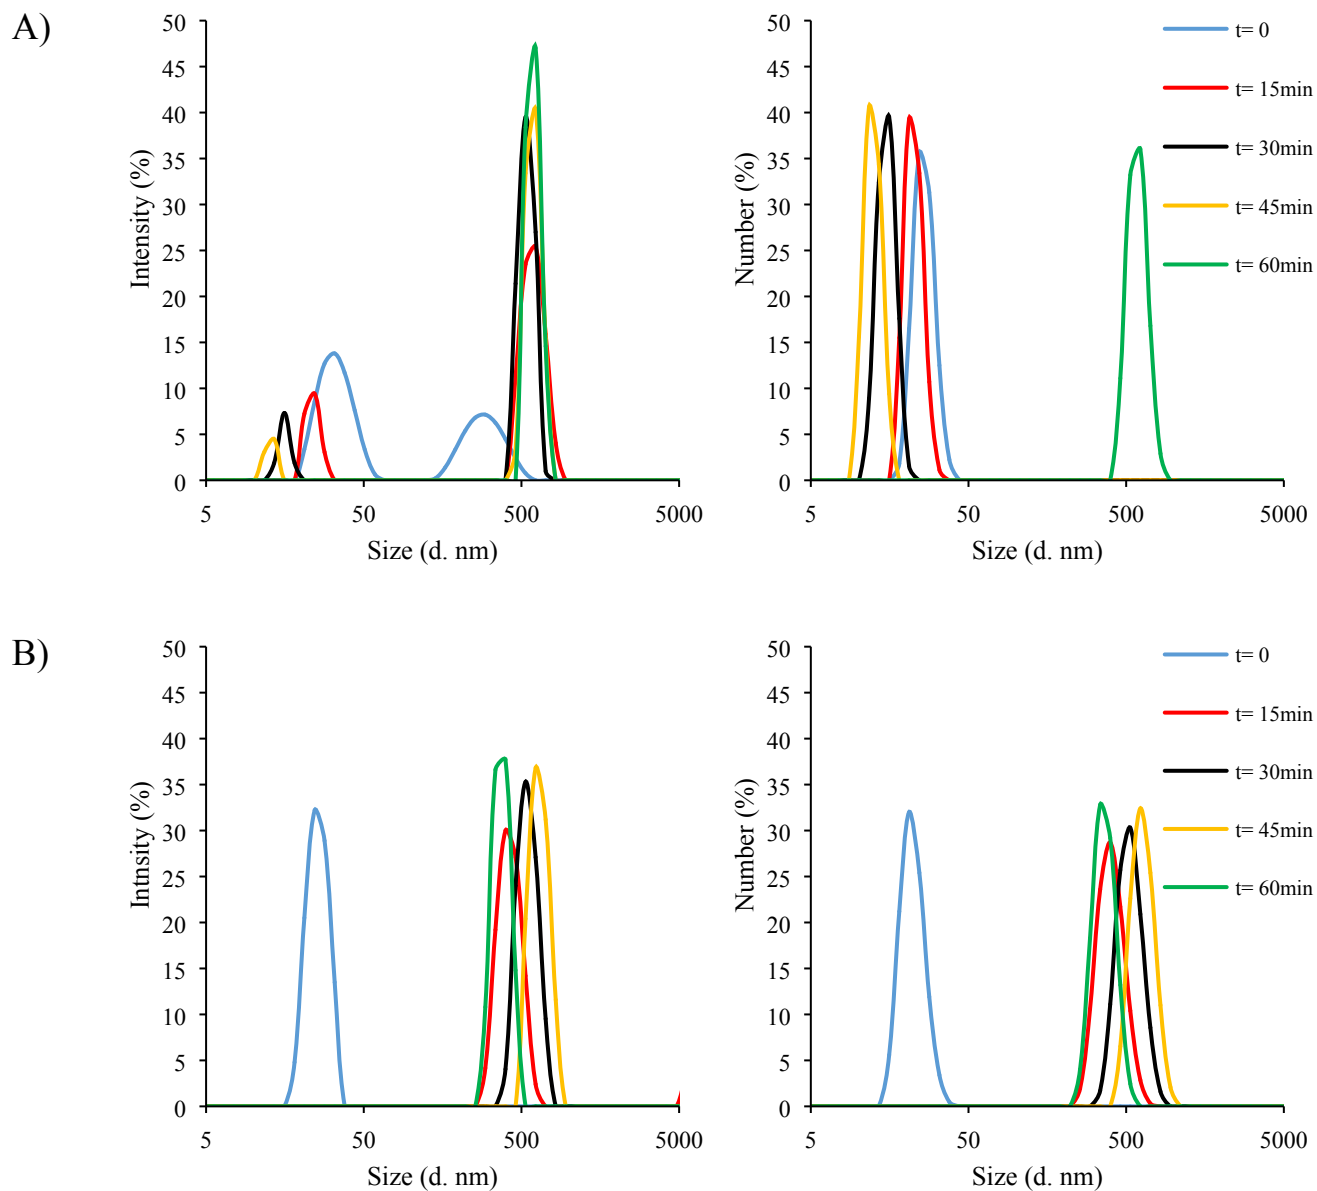 A)
50
45
40
35
30
25
20
15
10
5
0
Intensity (%)
5 50 500 5000
Size (d. nm)
50
45
40
35
30
25
20
15
10
5
0
Number (%)
5 50 500 5000
Size (d. nm)
t= 0
t= 15min
t= 30min
t= 45min
t= 60min
B)
50
45
40
35
30
25
20
15
10
5
0
Intnsity (%)
5 50 500 5000
Size (d. nm)
50
45
40
35
30
25
20
15
10
5
0
Number (%)
5 50 500 5000
Size (d. nm)
t= 0
t= 15min
t= 30min
t= 45min
t= 60min